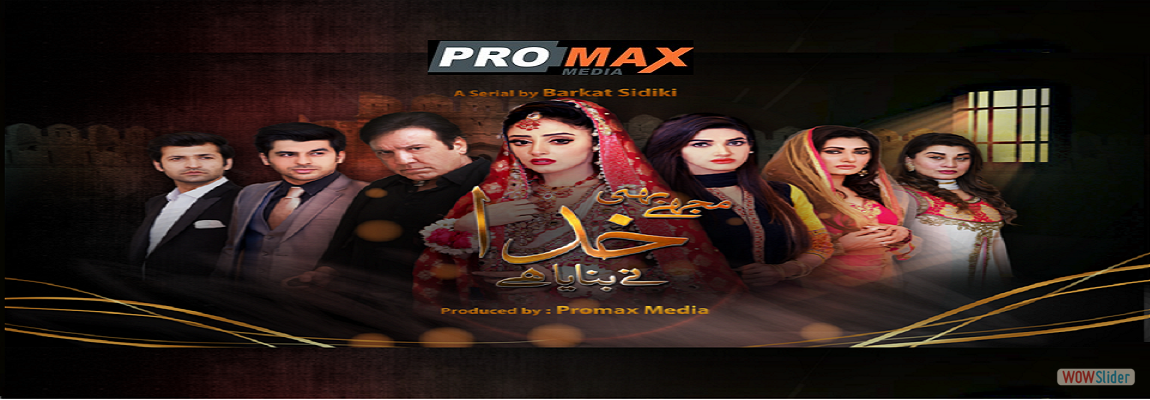 PRO MAX
MEDIA
A Serial by Barkat Sidiki
مجھے بھی
خدا
نے بنایا ہے
Produced by : Promax Media
WOWSlider